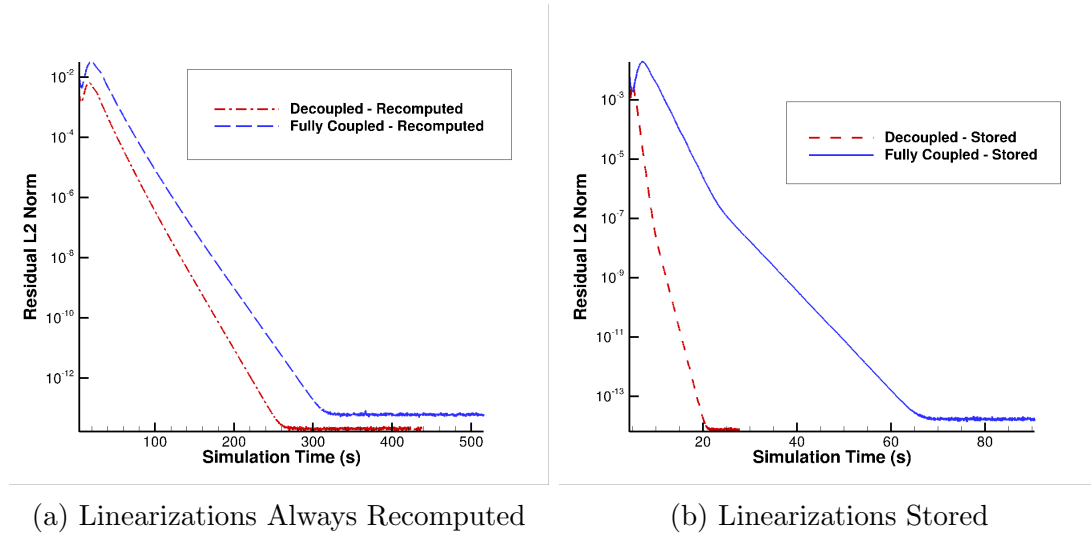 Residual L2 Norm
10^-2
10^-4
10^-6
10^-8
10^-10
10^-12
Decoupled - Recomputed
Fully Coupled - Recomputed
100
200
300
400
500
Simulation Time (s)
(a) Linearizations Always Recomputed
Residual L2 Norm
10^-3
10^-5
10^-7
10^-9
10^-11
10^-13
Decoupled - Stored
Fully Coupled - Stored
20
40
60
80
Simulation Time (s)
(b) Linearizations Stored